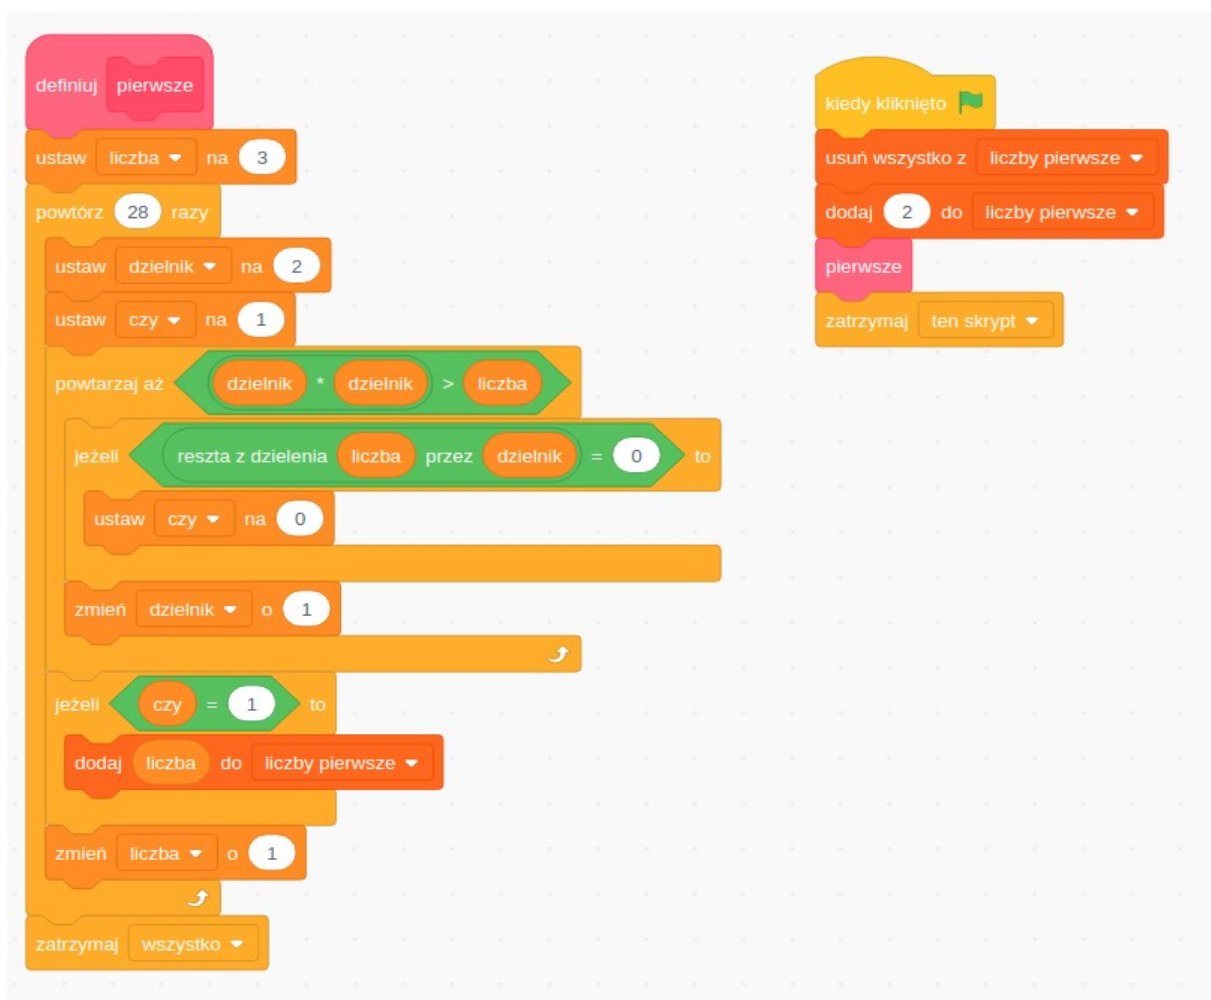 definiuj pierwsze
ustaw liczba na 3
powtórz 28 razy
ustaw dzielnik na 2
ustaw czy na 1
powtarzaj aż dzielnik * dzielnik > liczba
jeżeli reszta z dzielenia liczba przez dzielnik = 0 to
ustaw czy na 0
zmień dzielnik o 1
jeżeli czy = 1 to
dodaj liczba do liczby pierwsze
zmień liczba o 1
zatrzymaj wszystko
kiedy kliknięto
usuń wszystko z liczby pierwsze
dodaj 2 do liczby pierwsze
pierwsze
zatrzymaj ten skrypt